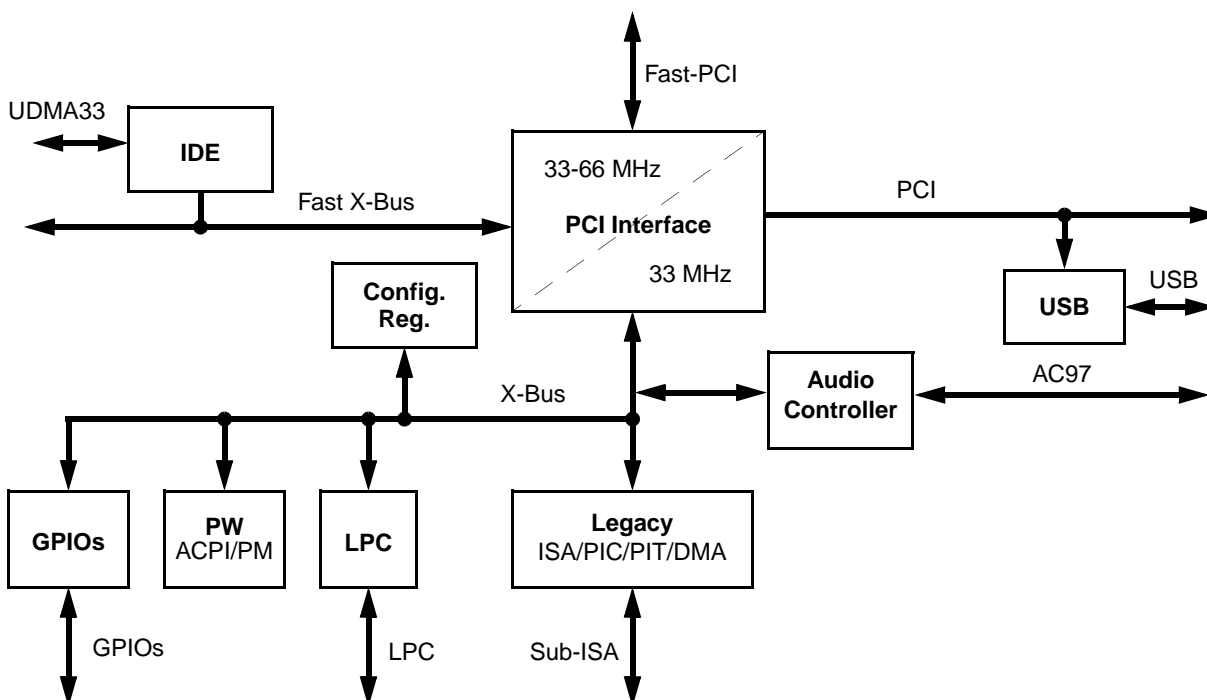 Fast-PCI
UDMA33
IDE
33-66 MHz
PCI
Fast X-Bus
PCI Interface
33 MHz
Config.
Reg.
USB
USB
Audio
Controller
AC97
X-Bus
GPIOs
PW
ACPI/PM
LPC
Legacy
ISA/PIC/PIT/DMA
GPIOs
LPC
Sub-ISA